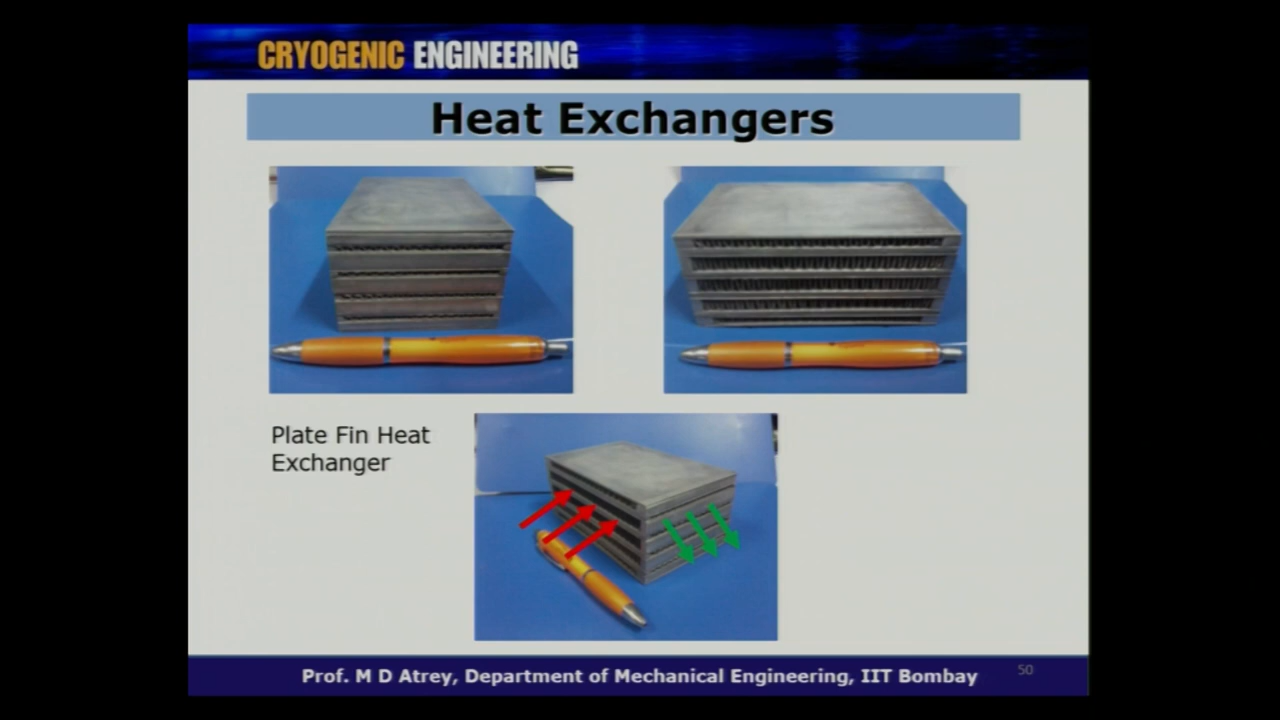 CRYOGENIC ENGINEERING
Heat Exchangers
Plate Fin Heat
Exchanger
Prof. M D Atrey, Department of Mechanical Engineering, IIT Bombay
50